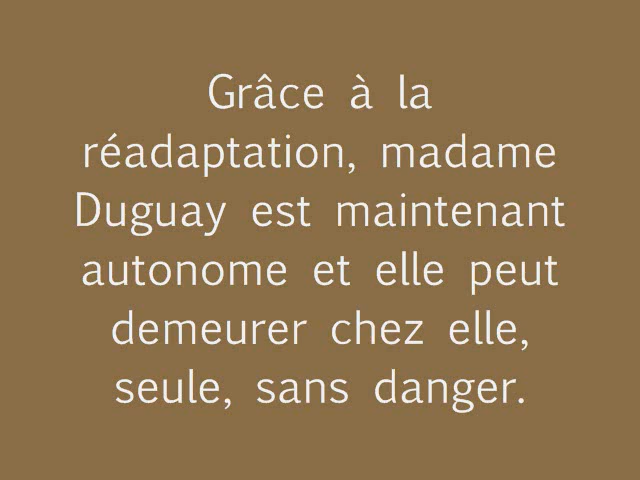 Grâce à la
réadaptation, madame
Duguay est maintenant
autonome et elle peut
demeurer chez elle,
seule, sans danger.